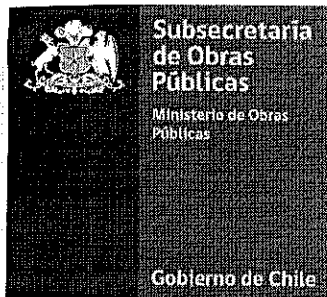 Subsecretaría
de Obras
Públicas
Ministerio de Obras
Públicas
Gobierno de Chile